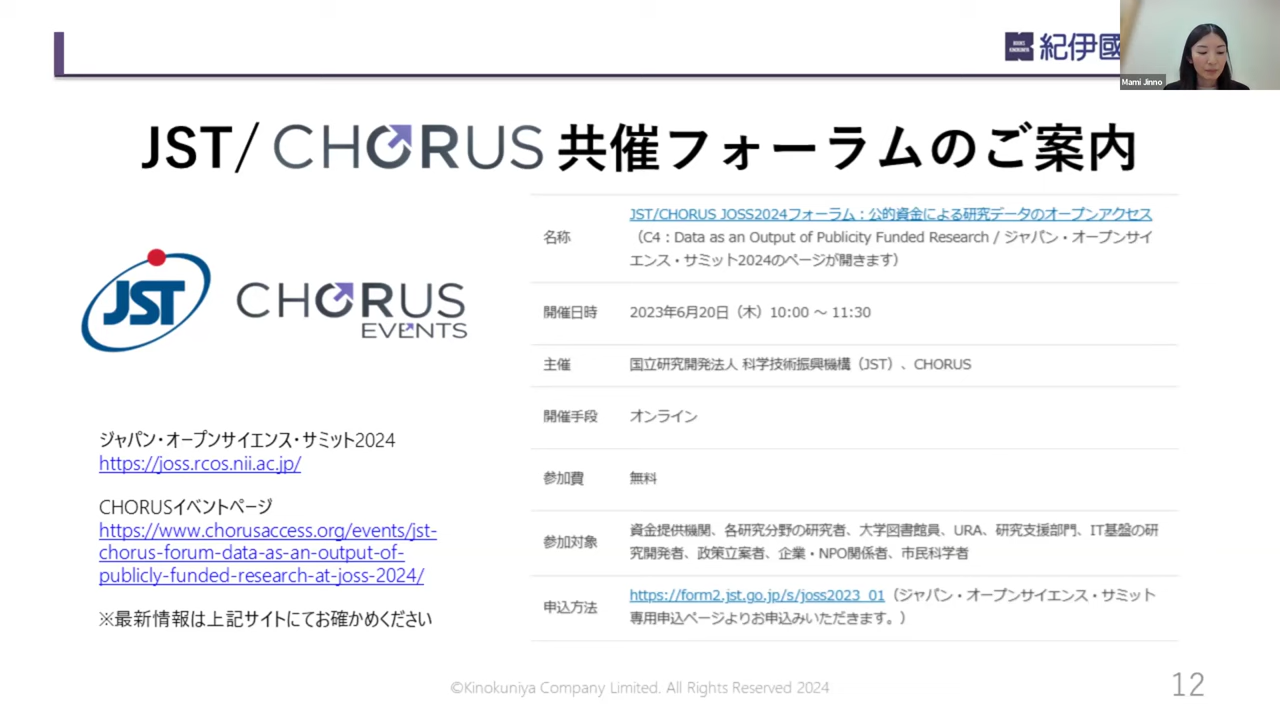 BOOKS KINOKUNIYA
紀伊國
Mami Jinno
JST/ CHORUS 共催フォーラムのご案内
JST
CHORUS
EVENTS
ジャパン・オープンサイエンス・サミット2024
https://joss.rcos.nii.ac.jp/
CHORUSイベントページ
https://www.chorusaccess.org/events/jst-
chorus-forum-data-as-an-output-of-
publicly-funded-research-at-joss-2024/
※最新情報は上記サイトにてお確かめください
名称
JST/CHORUS JOSS2024フォーラム：公的資金による研究データのオープンアクセス
（C4：Data as an Output of Publicity Funded Research / ジャパン・オープンサイ
エンス・サミット2024のページが開きます）
開催日時 2023年6月20日（木）10:00 ～ 11:30
主催 国立研究開発法人 科学技術振興機構（JST）、CHORUS
開催手段 オンライン
参加費 無料
参加対象
資金提供機関、各研究分野の研究者、大学図書館員、URA、研究支援部門、IT基盤の研
究開発者、政策立案者、企業・NPO関係者、市民科学者
申込方法
https://form2.jst.go.jp/s/joss2023_01（ジャパン・オープンサイエンス・サミット
専用申込ページよりお申込みいただきます。）
©Kinokuniya Company Limited. All Rights Reserved 2024
12